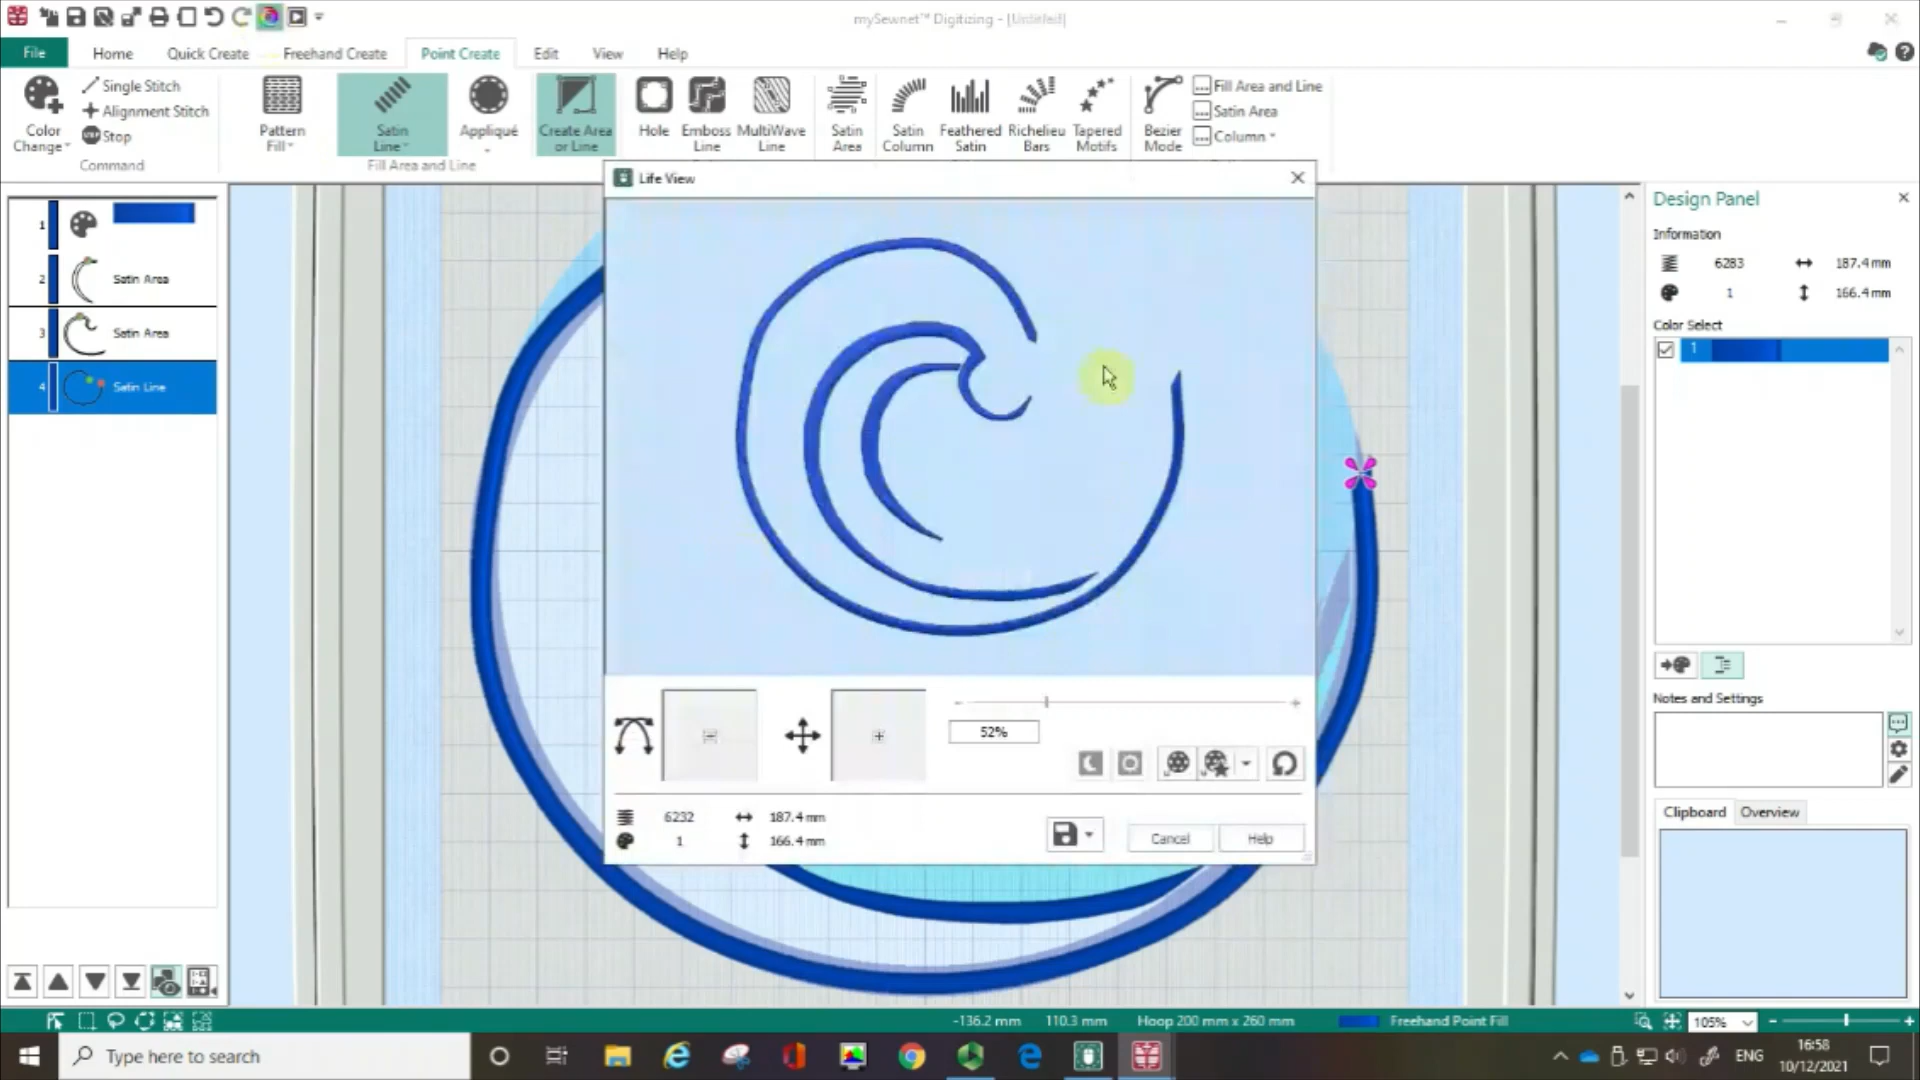 mySewnet™ Digitizing - [Untitled]
File
Home
Quick Create
Freehand Create
Point Create
Edit
View
Help
Color Change
Single Stitch
Alignment Stitch
Stop
Command
Pattern Fill
Satin Line
Appliqué
Create Area or Line
Fill Area and Line
Hole
Emboss Line
MultiWave Line
Satin Area
Satin Column
Feathered Satin
Richelieu Bars
Tapered Motifs
Bezier Mode
Fill Area and Line
Satin Area
Column
1
2 Satin Area
3 Satin Area
4 Satin Line
Life View
52%
6232
187.4 mm
1
166.4 mm
Cancel
Help
Design Panel
Information
6283
187.4 mm
1
166.4 mm
Color Select
1
Notes and Settings
Clipboard
Overview
-136.2 mm
110.3 mm
Hoop 200 mm x 260 mm
Freehand Point Fill
105%
Type here to search
ENG
16:58
10/12/2021